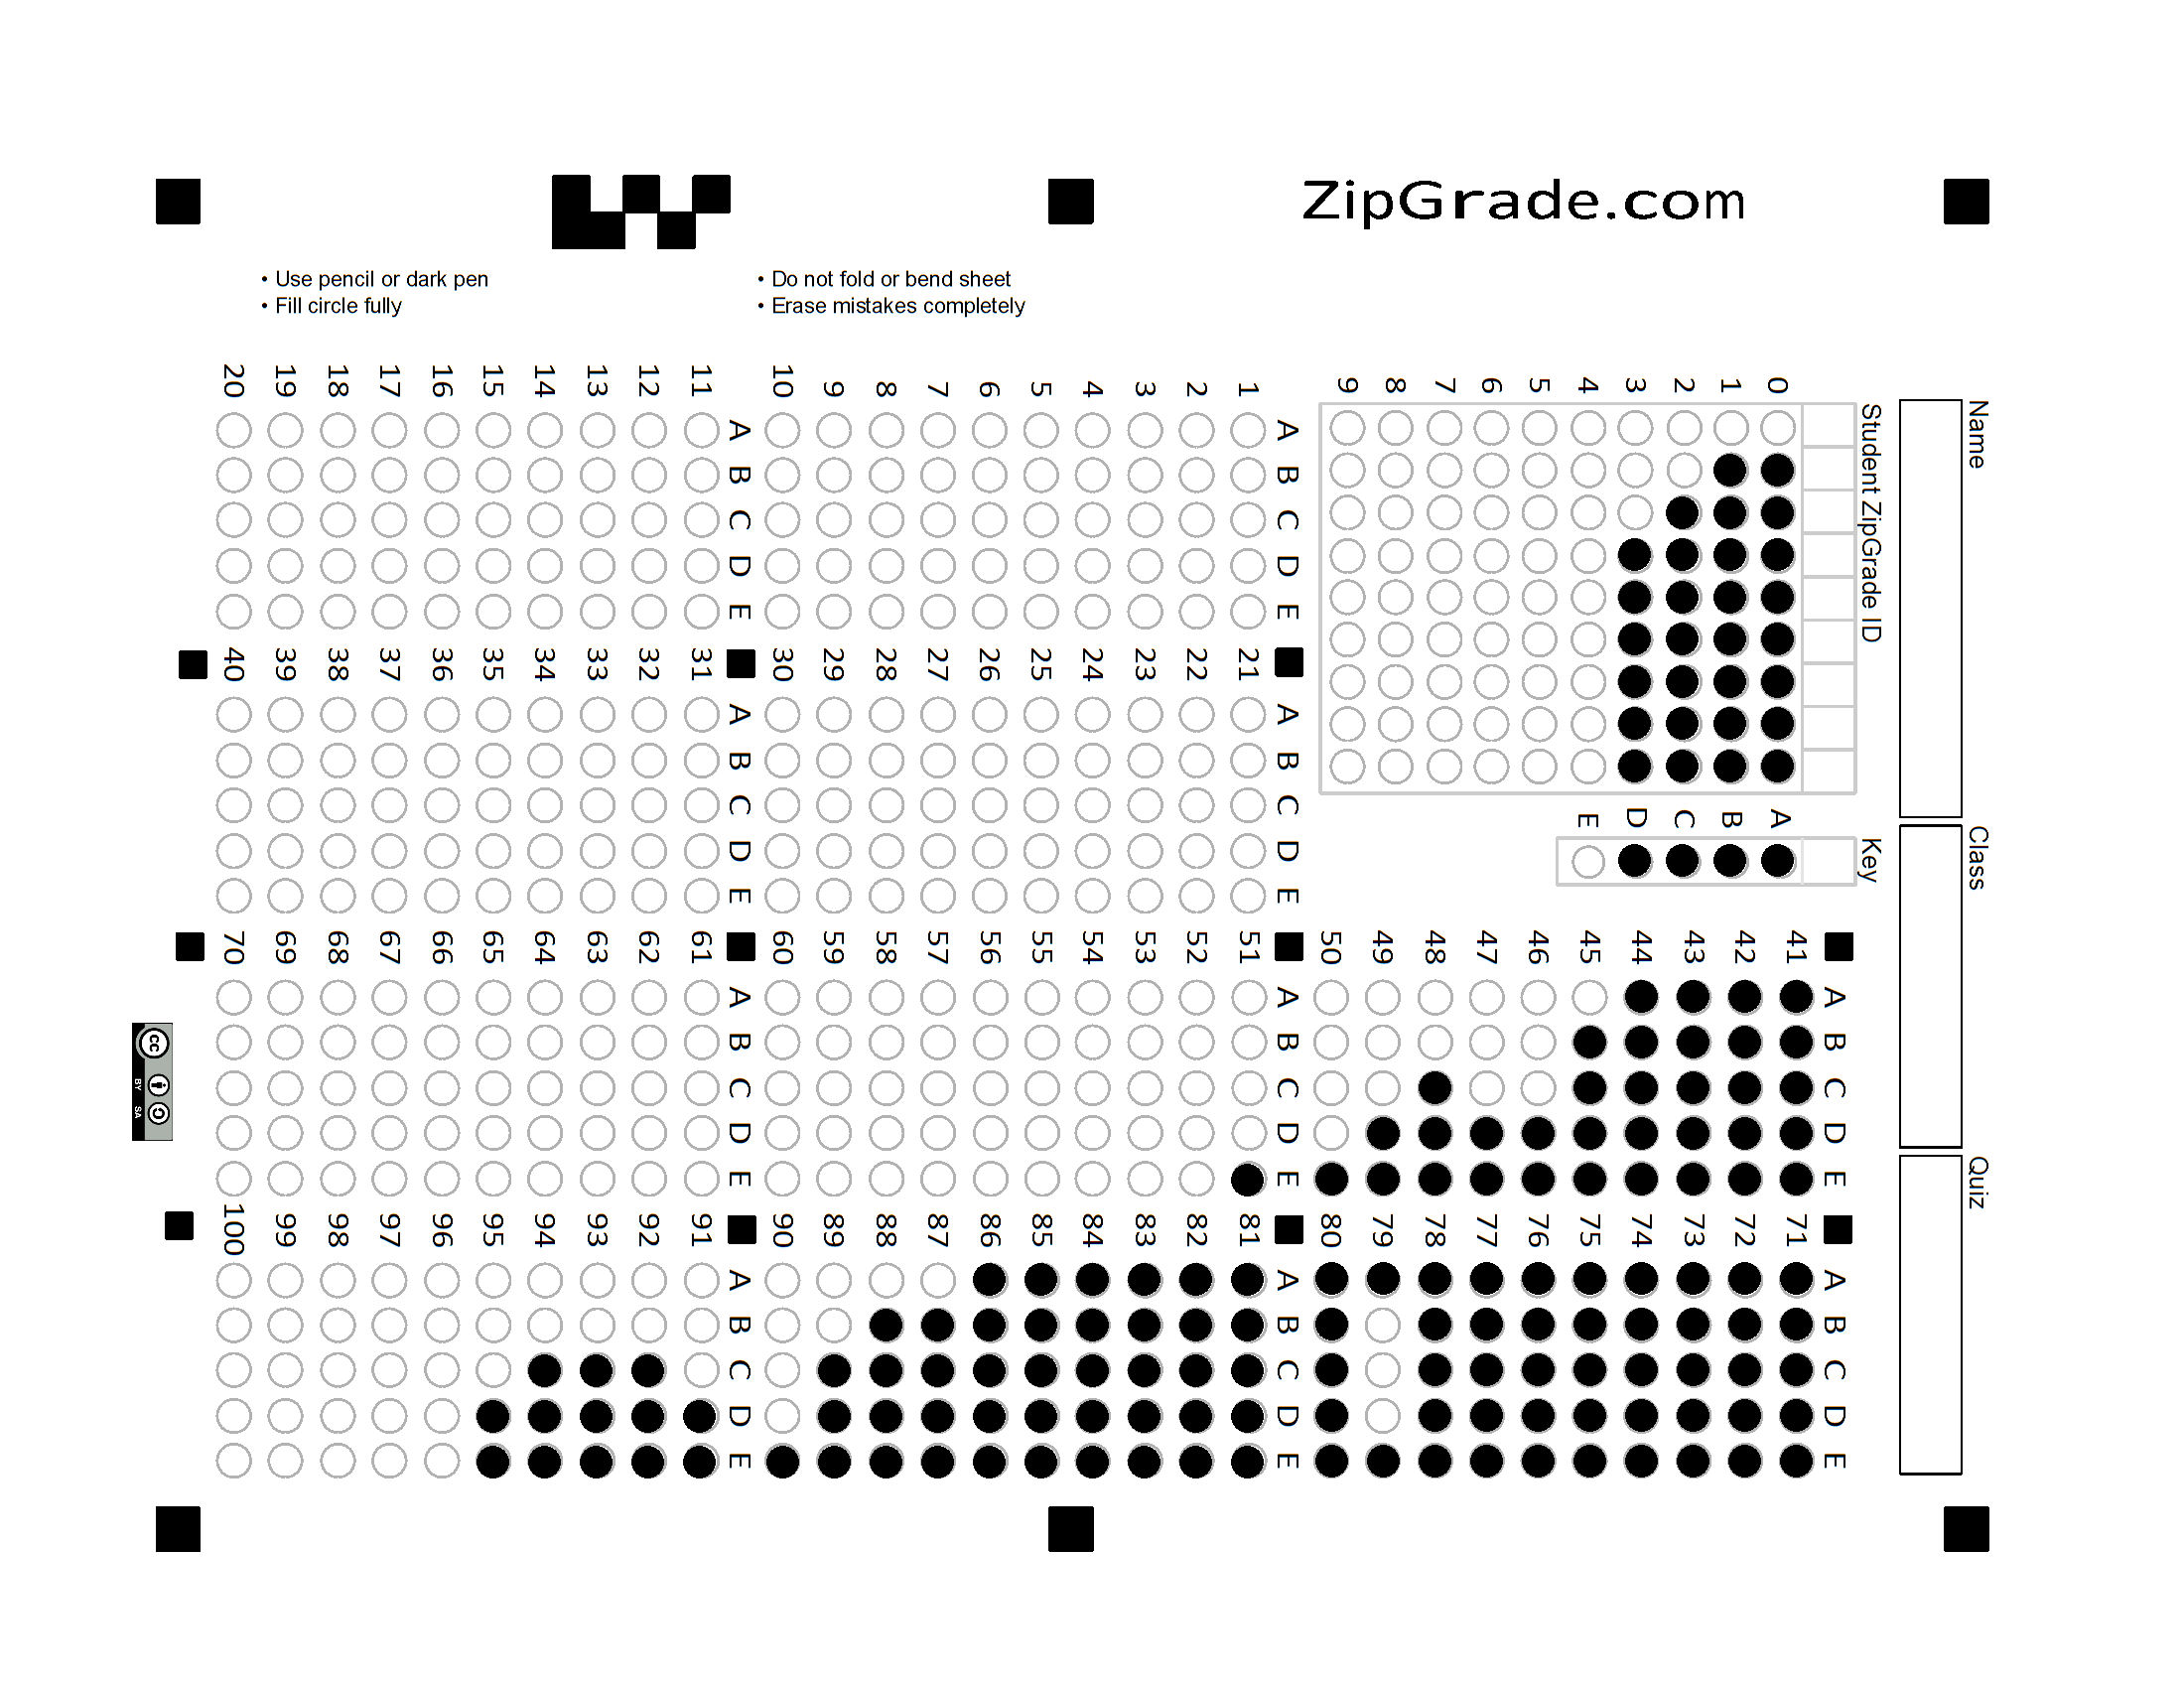 ZipGrade.com
• Use pencil or dark pen
• Fill circle fully
• Do not fold or bend sheet
• Erase mistakes completely
Name
Class
Quiz
Student ZipGrade ID
0 1 2 3 4 5 6 7 8 9
Key
A B C D E
1 2 3 4 5 6 7 8 9 10
A B C D E
11 12 13 14 15 16 17 18 19 20
A B C D E
21 22 23 24 25 26 27 28 29 30
A B C D E
31 32 33 34 35 36 37 38 39 40
A B C D E
41 42 43 44 45 46 47 48 49 50
A B C D E
51 52 53 54 55 56 57 58 59 60
A B C D E
61 62 63 64 65 66 67 68 69 70
A B C D E
71 72 73 74 75 76 77 78 79 80
A B C D E
81 82 83 84 85 86 87 88 89 90
A B C D E
91 92 93 94 95 96 97 98 99 100
A B C D E
cc
BY SA